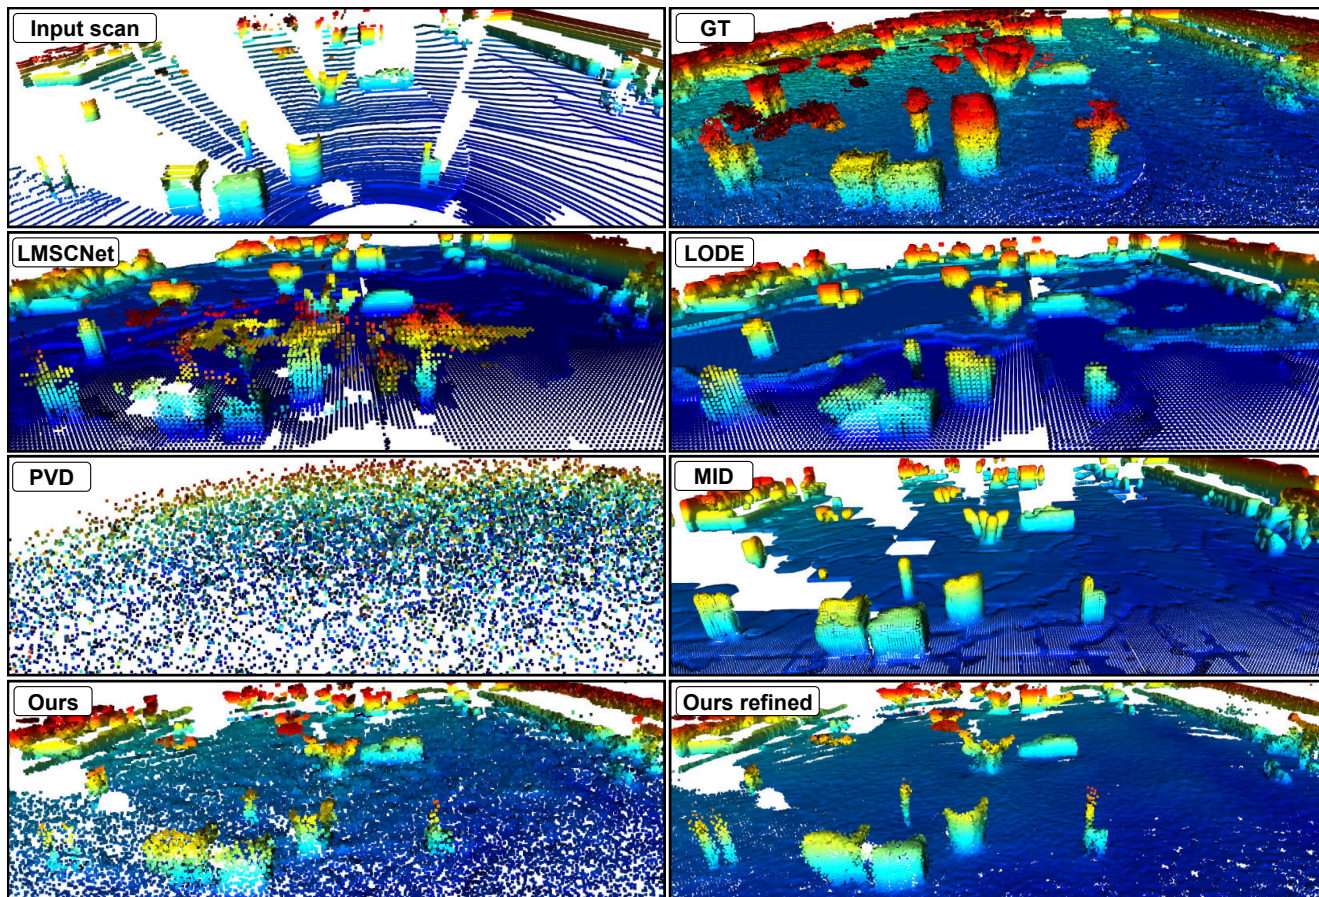 Input scan
GT
LMSCNet
LODE
PVD
MID
Ours
Ours refined